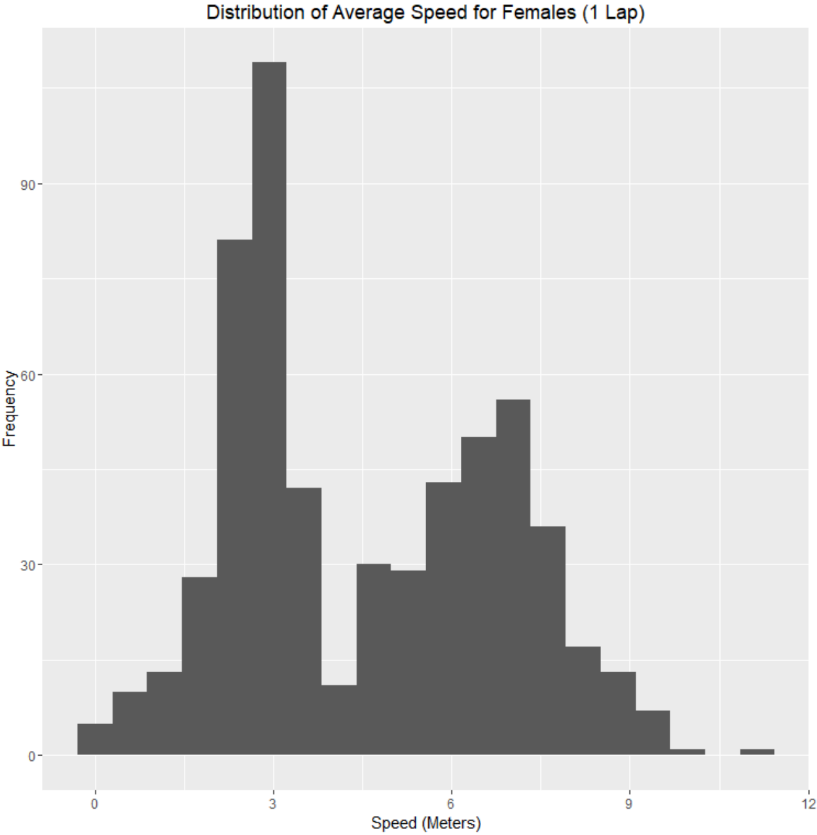 Distribution of Average Speed for Females (1 Lap)
Frequency
90
60
30
0
0 3 6 9 12
Speed (Meters)